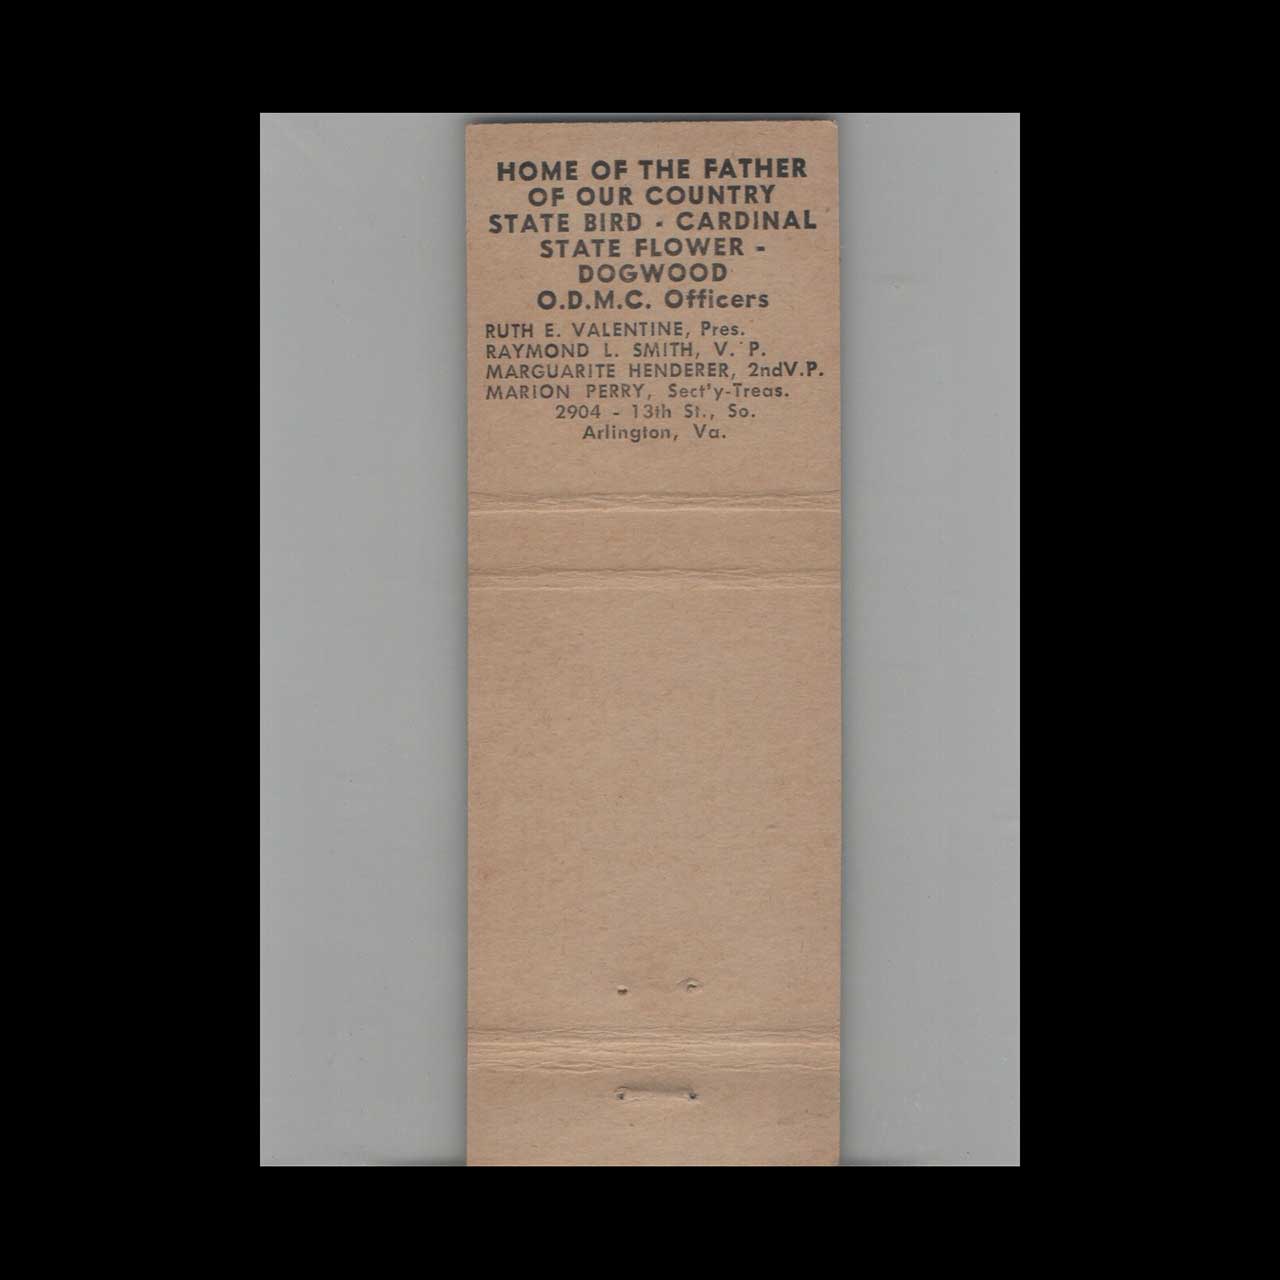 HOME OF THE FATHER
OF OUR COUNTRY
STATE BIRD - CARDINAL
STATE FLOWER -
DOGWOOD
O.D.M.C. Officers
RUTH E. VALENTINE, Pres.
RAYMOND L. SMITH, V. P.
MARGUARITE HENDERER, 2ndV.P.
MARION PERRY, Sect'y-Treas.
2904 - 13th St., So.
Arlington, Va.